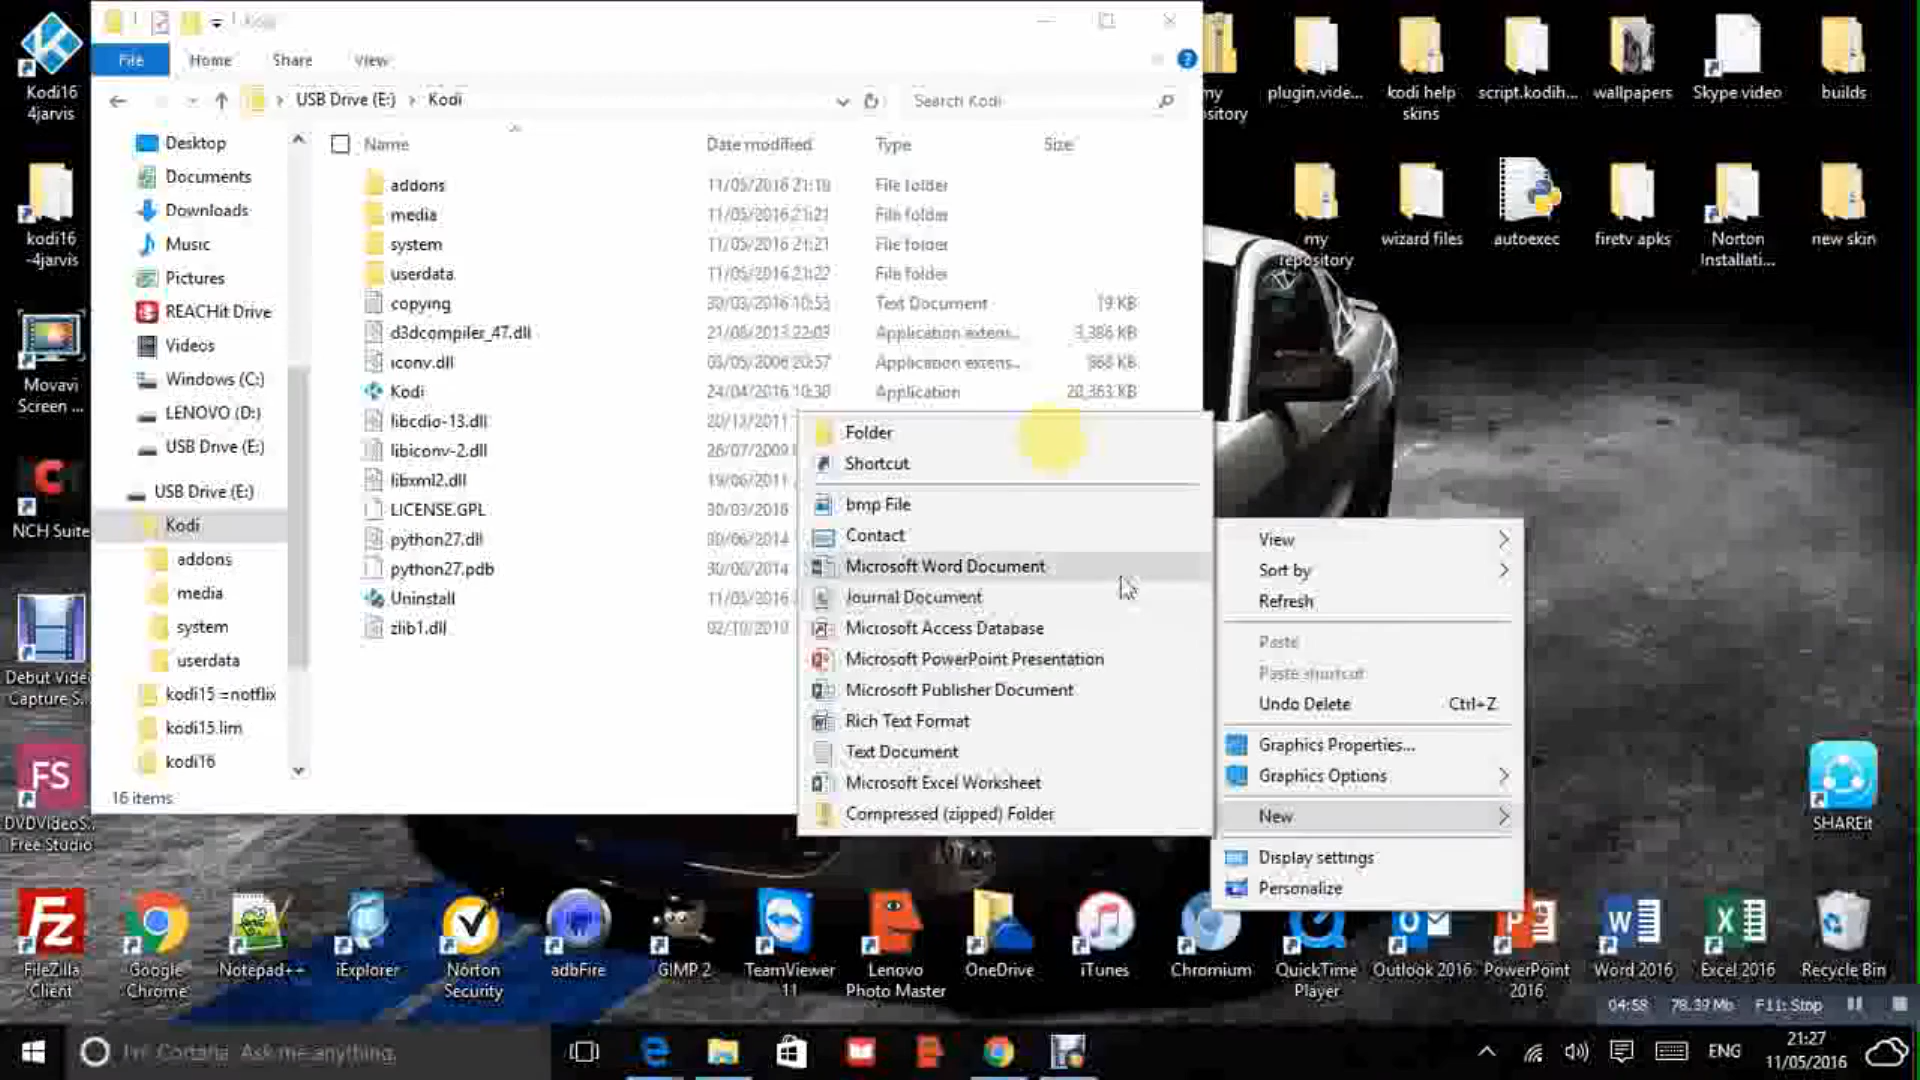 Kodi
File
Home
Share
View
USB Drive (E:) > Kodi
Search Kodi
Name
Date modified
Type
Size
Desktop
Documents
Downloads
Music
Pictures
REACHit Drive
Videos
Windows (C:)
LENOVO (D:)
USB Drive (E:)
USB Drive (E:)
Kodi
addons
media
system
userdata
kodi15 =notflix
kodi15.lim
kodi16
16 items
addons 11/05/2016 21:18 File folder
media 11/05/2016 21:21 File folder
system 11/05/2016 21:21 File folder
userdata 11/05/2016 21:22 File folder
copying 30/03/2016 10:53 Text Document 19 KB
d3dcompiler_47.dll 21/08/2013 22:03 Application extens... 3,386 KB
iconv.dll 03/05/2006 20:57 Application extens... 868 KB
Kodi 24/04/2016 10:38 Application 20,363 KB
libcdio-13.dll 20/12/2011
libiconv-2.dll 26/07/2009
libxml2.dll 19/06/2011
LICENSE.GPL 30/03/2016
python27.dll 30/06/2014
python27.pdb 30/06/2014
Uninstall 11/05/2016
zlib1.dll 02/10/2010
Folder
Shortcut
bmp File
Contact
Microsoft Word Document
Journal Document
Microsoft Access Database
Microsoft PowerPoint Presentation
Microsoft Publisher Document
Rich Text Format
Text Document
Microsoft Excel Worksheet
Compressed (zipped) Folder
View
Sort by
Refresh
Paste
Paste shortcut
Undo Delete Ctrl+Z
Graphics Properties...
Graphics Options
New
Display settings
Personalize
Kodi16
4jarvis
kodi16
-4jarvis
Movavi
Screen ...
NCH Suite
Debut Vide
Capture S...
FS
DVDVideoS...
Free Studio
my
sitory
plugin.vide...
kodi help
skins
script.kodih...
wallpapers
Skype video
builds
my
repository
wizard files
autoexec
firetv apks
Norton
Installati...
new skin
SHAREit
FileZilla
Client
Google
Chrome
Notepad++
iExplorer
Norton
Security
adbFire
GIMP 2
TeamViewer
11
Lenovo
Photo Master
OneDrive
iTunes
Chromium
QuickTime
Player
Outlook 2016
PowerPoint
2016
Word 2016
Excel 2016
Recycle Bin
04:58 78.39 Mb F11: Stop
I'm Cortana. Ask me anything.
ENG
21:27
11/05/2016